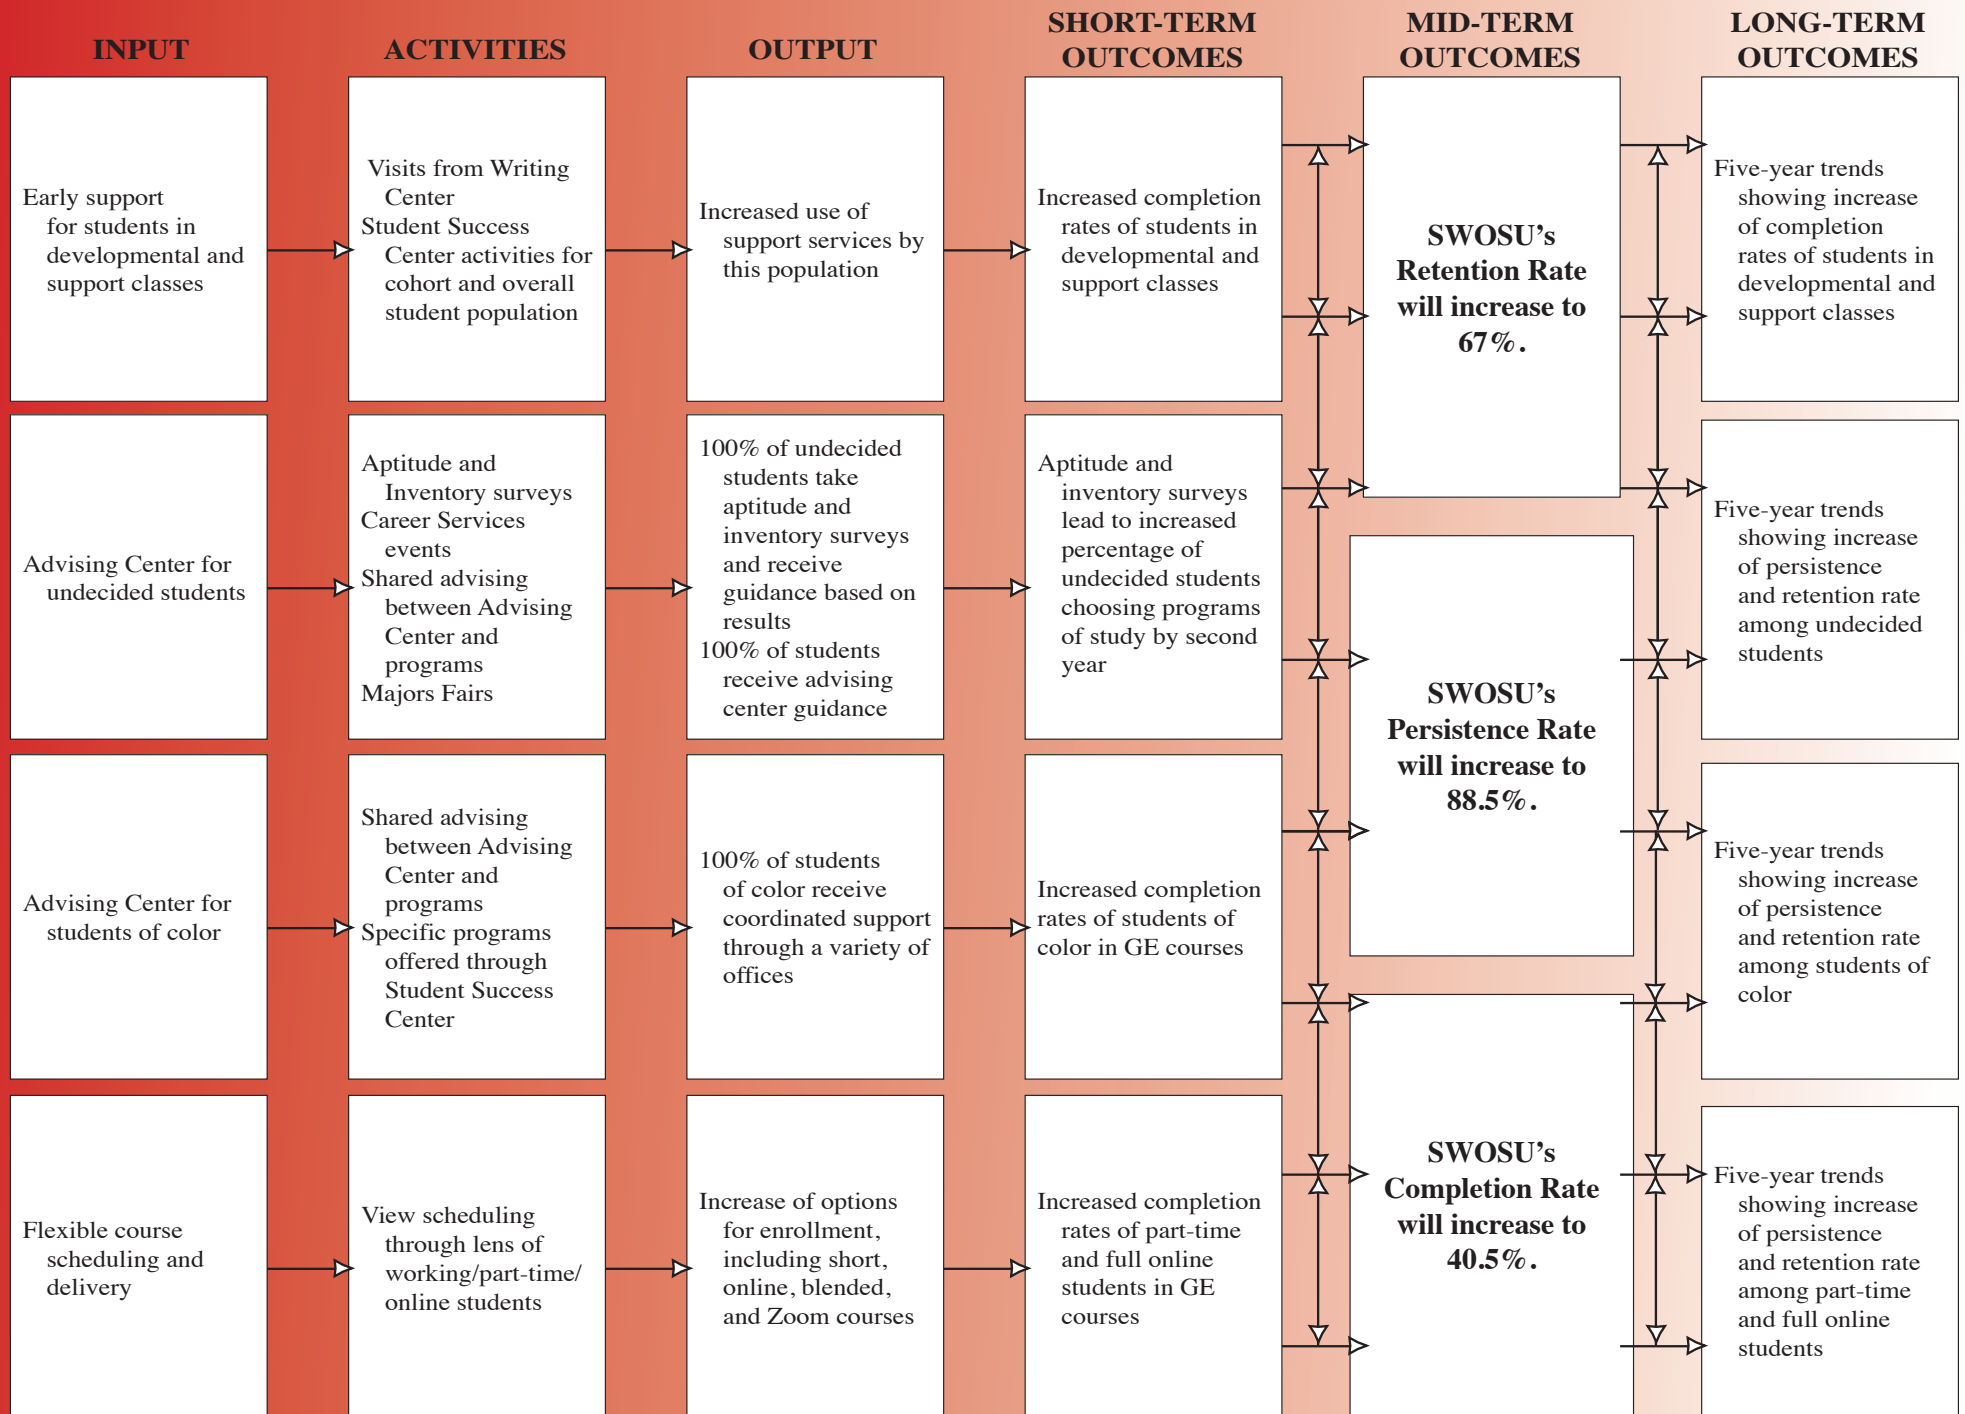 INPUT
ACTIVITIES
OUTPUT
SHORT-TERM
OUTCOMES
MID-TERM
OUTCOMES
LONG-TERM
OUTCOMES
Early support
for students in
developmental and
support classes
Visits from Writing
Center
Student Success
Center activities for
cohort and overall
student population
Increased use of
support services by
this population
Increased completion
rates of students in
developmental and
support classes
SWOSU’s
Retention Rate
will increase to
67%.
Five-year trends
showing increase
of completion
rates of students in
developmental and
support classes
Advising Center for
undecided students
Aptitude and
Inventory surveys
Career Services
events
Shared advising
between Advising
Center and
programs
Majors Fairs
100% of undecided
students take
aptitude and
inventory surveys
and receive
guidance based on
results
100% of students
receive advising
center guidance
Aptitude and
inventory surveys
lead to increased
percentage of
undecided students
choosing programs
of study by second
year
SWOSU’s
Persistence Rate
will increase to
88.5%.
Five-year trends
showing increase
of persistence
and retention rate
among undecided
students
Advising Center for
students of color
Shared advising
between Advising
Center and
programs
Specific programs
offered through
Student Success
Center
100% of students
of color receive
coordinated support
through a variety of
offices
Increased completion
rates of students of
color in GE courses
Five-year trends
showing increase
of persistence
and retention rate
among students of
color
Flexible course
scheduling and
delivery
View scheduling
through lens of
working/part-time/
online students
Increase of options
for enrollment,
including short,
online, blended,
and Zoom courses
Increased completion
rates of part-time
and full online
students in GE
courses
SWOSU’s
Completion Rate
will increase to
40.5%.
Five-year trends
showing increase
of persistence
and retention rate
among part-time
and full online
students